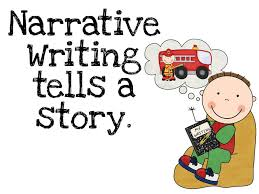 Narrative
Writing
tells a
story.